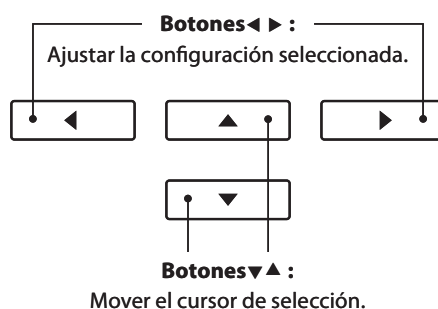 Botones◀ ▶ :
Ajustar la configuración seleccionada.
Botones▼▲ :
Mover el cursor de selección.